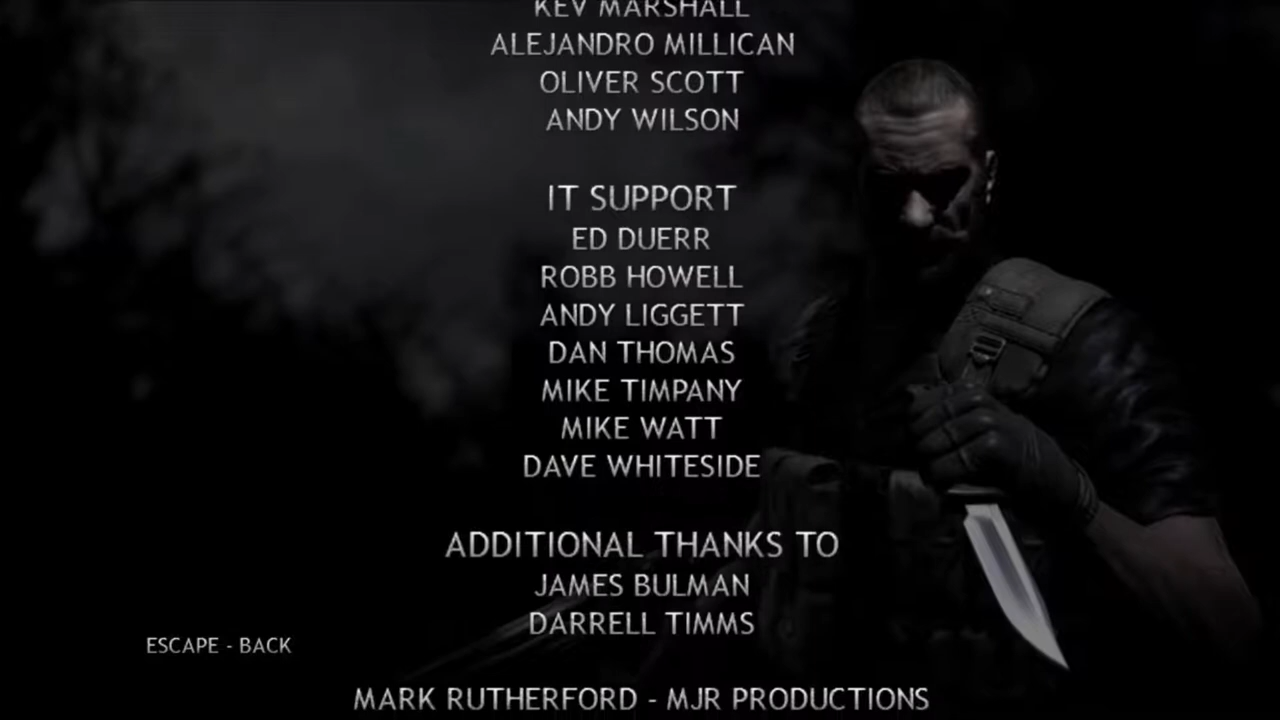 KEV MARSHALL
ALEJANDRO MILLICAN
OLIVER SCOTT
ANDY WILSON
IT SUPPORT
ED DUERR
ROBB HOWELL
ANDY LIGGETT
DAN THOMAS
MIKE TIMPANY
MIKE WATT
DAVE WHITESIDE
ADDITIONAL THANKS TO
JAMES BULMAN
DARRELL TIMMS
ESCAPE - BACK
MARK RUTHERFORD - MJR PRODUCTIONS